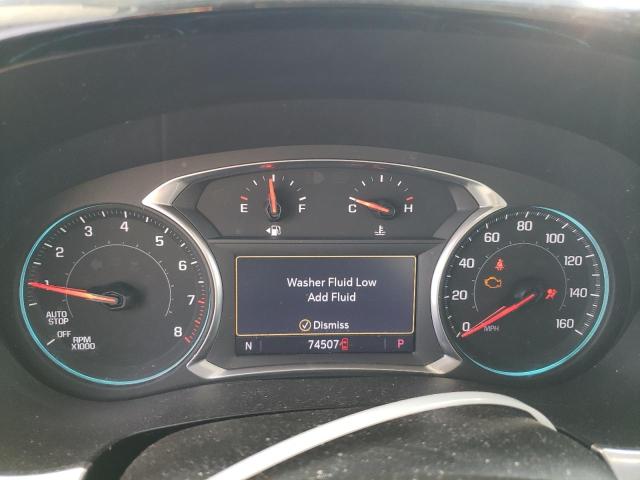 E F
C H
1 2 3 4 5 6 7 8
AUTO
STOP
OFF
RPM
X1000
Washer Fluid Low
Add Fluid
Dismiss
N 74507 P
0 20 40 60 80 100 120 140 160
MPH